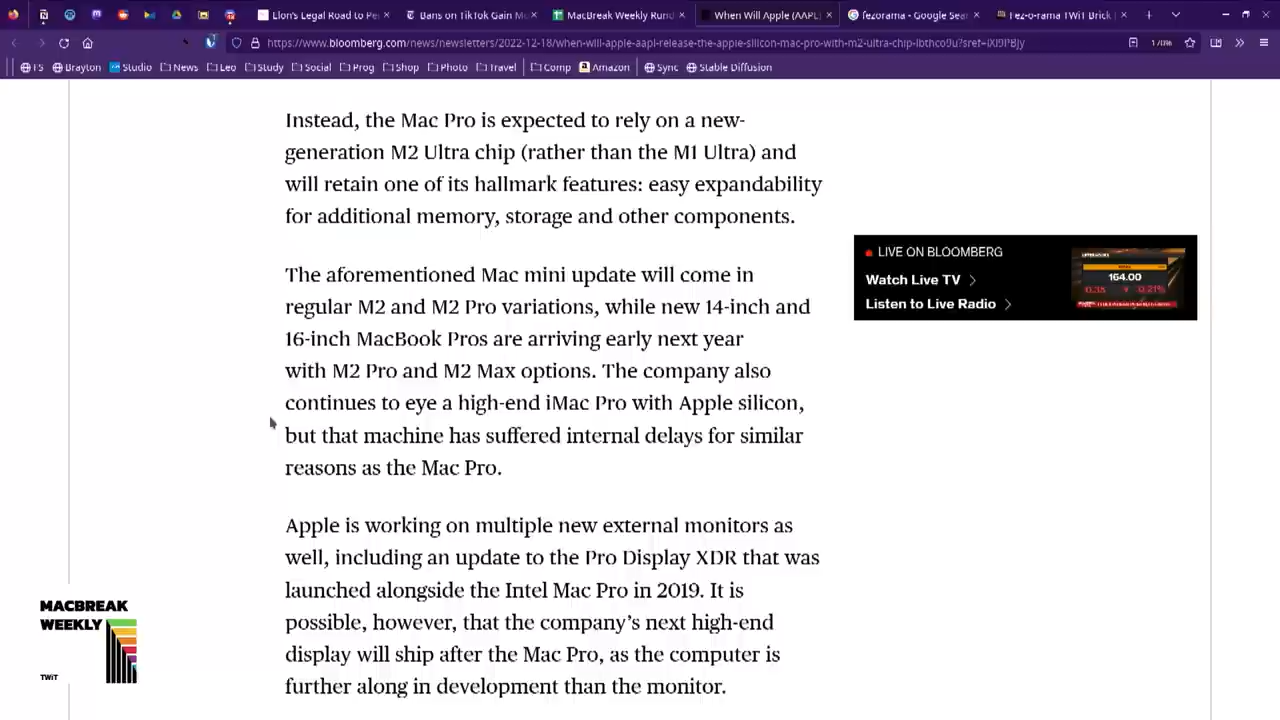 Elon's Legal Road to Pe
Bans on TikTok Gain Mo
MacBreak Weekly Rund
When Will Apple (AAPL)
fezorama - Google Sear
Fez-o-rama TWiT Brick
https://www.bloomberg.com/news/newsletters/2022-12-18/when-will-apple-aapl-release-the-apple-silicon-mac-pro-with-m2-ultra-chip-lbthco9u?sref=
170%
FS Brayton Studio News Leo Study Social Prog Shop Photo Travel Comp Amazon Sync Stable Diffusion
Instead, the Mac Pro is expected to rely on a new-
generation M2 Ultra chip (rather than the M1 Ultra) and
will retain one of its hallmark features: easy expandability
for additional memory, storage and other components.
The aforementioned Mac mini update will come in
regular M2 and M2 Pro variations, while new 14-inch and
16-inch MacBook Pros are arriving early next year
with M2 Pro and M2 Max options. The company also
continues to eye a high-end iMac Pro with Apple silicon,
but that machine has suffered internal delays for similar
reasons as the Mac Pro.
Apple is working on multiple new external monitors as
well, including an update to the Pro Display XDR that was
launched alongside the Intel Mac Pro in 2019. It is
possible, however, that the company's next high-end
display will ship after the Mac Pro, as the computer is
further along in development than the monitor.
LIVE ON BLOOMBERG
Watch Live TV
Listen to Live Radio
164.00
0.35 0.21%
MACBREAK
WEEKLY
TWiT